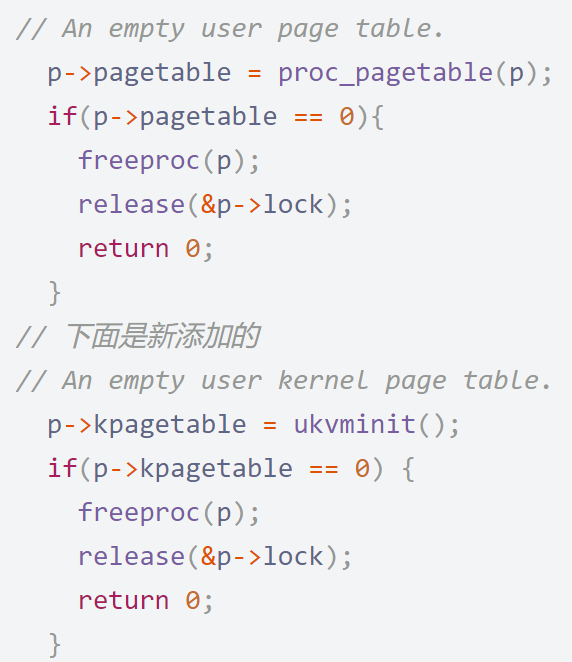 // An empty user page table.
  p->pagetable = proc_pagetable(p);
  if(p->pagetable == 0){
    freeproc(p);
    release(&p->lock);
    return 0;
  }
// 下面是新添加的
// An empty user kernel page table.
  p->kpagetable = ukvminit();
  if(p->kpagetable == 0) {
    freeproc(p);
    release(&p->lock);
    return 0;
  }